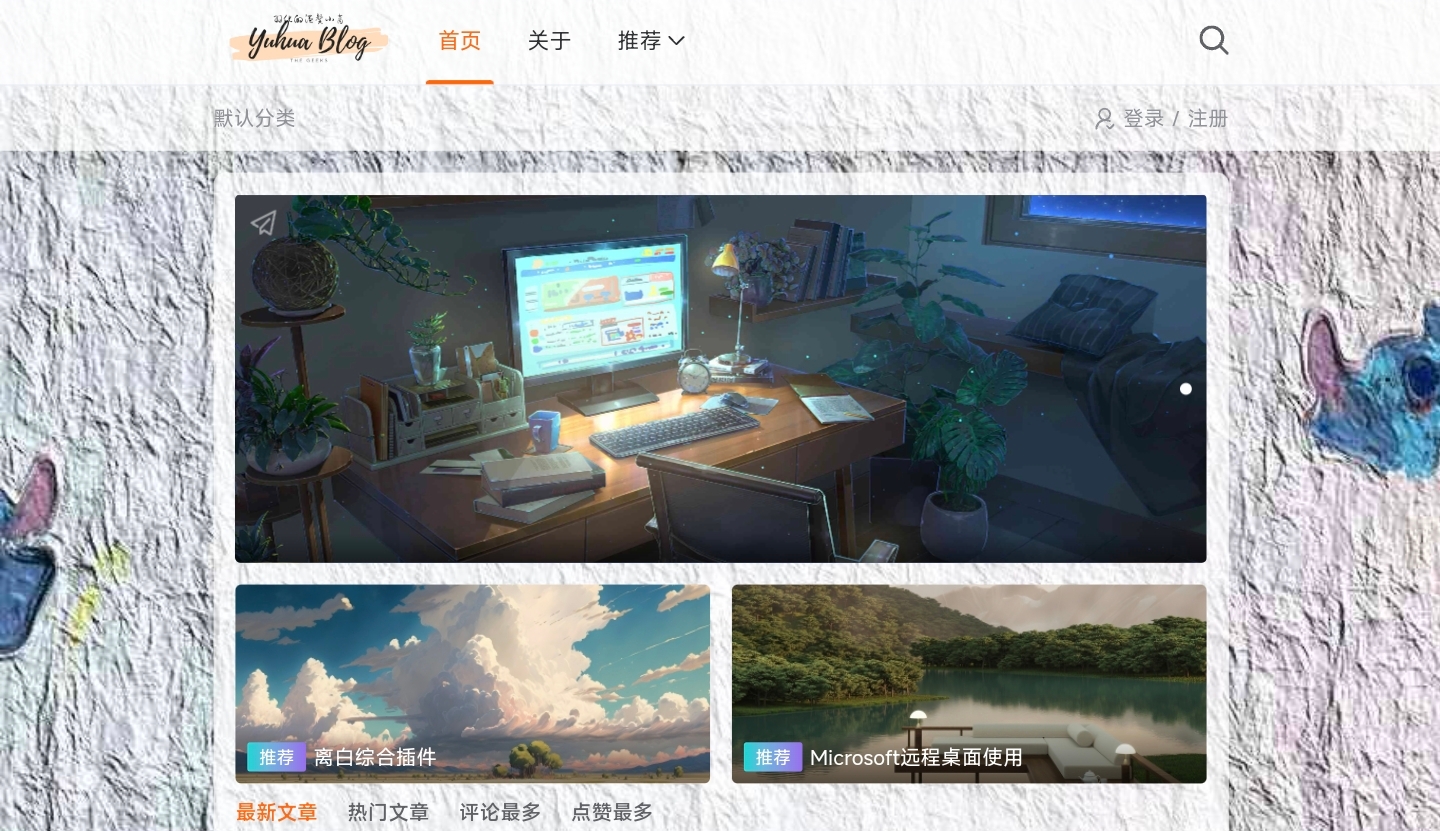 Yuhua Blog
THE GEEKS
首页
关于
推荐
默认分类
登录 / 注册
推荐 离白综合插件
推荐 Microsoft远程桌面使用
最新文章 热门文章 评论最多 点赞最多